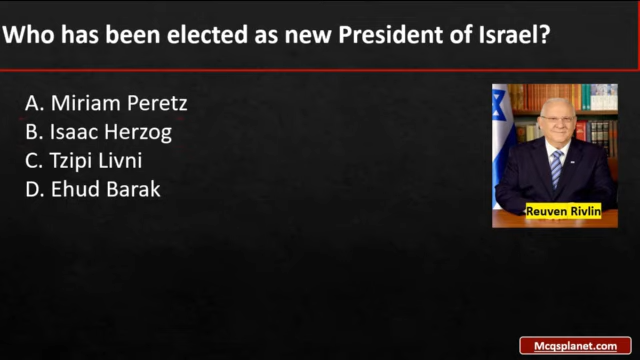 Who has been elected as new President of Israel?
A. Miriam Peretz
B. Isaac Herzog
C. Tzipi Livni
D. Ehud Barak
Reuven Rivlin
Mcqsplanet.com